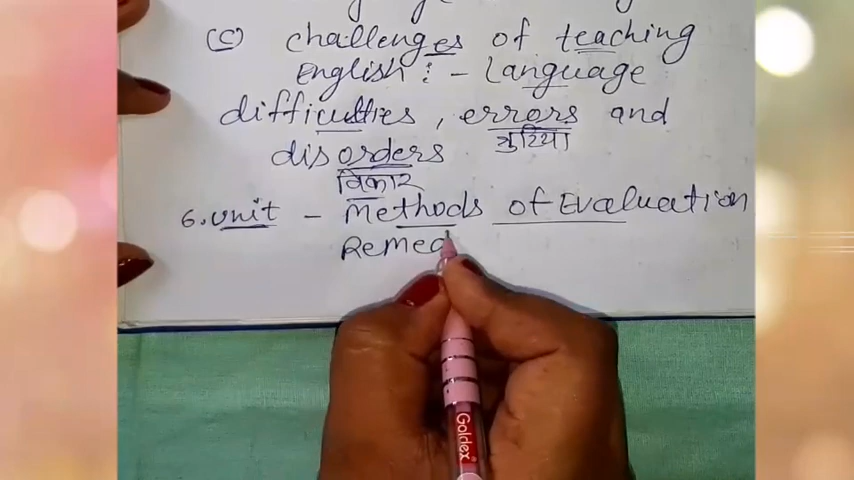 (C) challenges of teaching
English :- Language
difficulties, errors and
त्रुटिया
disorders
विकार
6. unit - Methods of Evaluation
Remed
Goldex